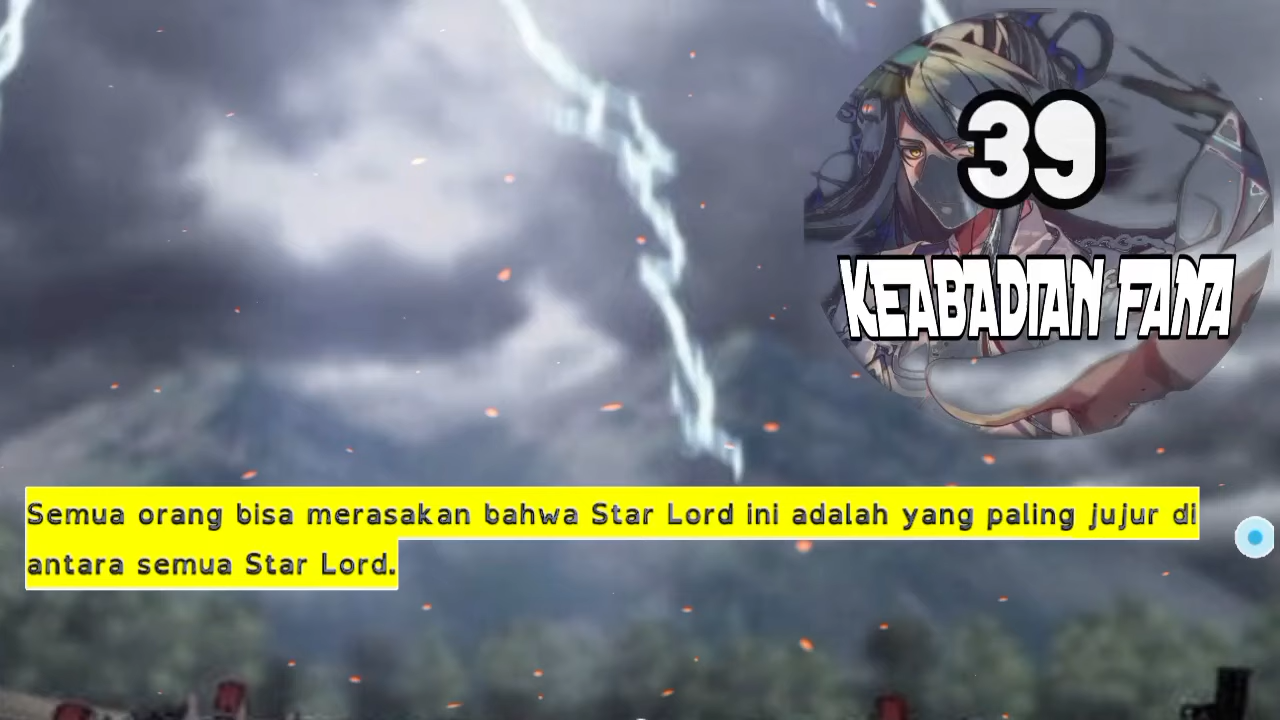 39
KEABADIAN FANA
Semua orang bisa merasakan bahwa Star Lord ini adalah yang paling jujur di
antara semua Star Lord.